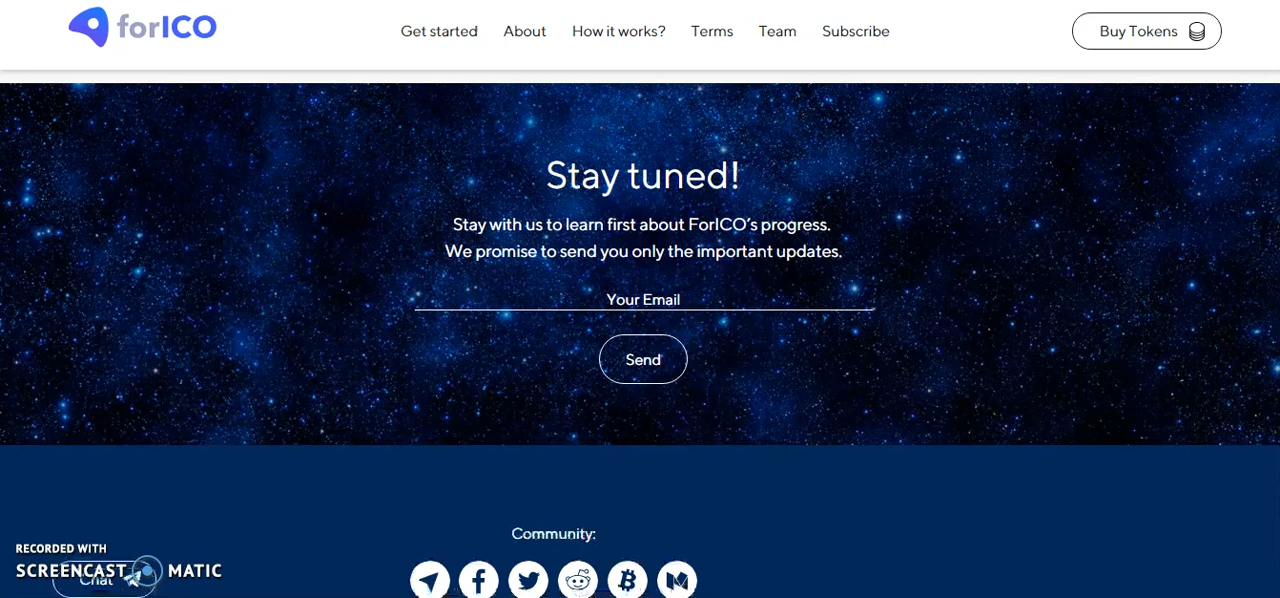 forICO
Get started About How it works? Terms Team Subscribe
Buy Tokens
Stay tuned!
Stay with us to learn first about ForICO’s progress.
We promise to send you only the important updates.
Your Email
Send
Community:
RECORDED WITH
SCREENCAST MATIC
Chat